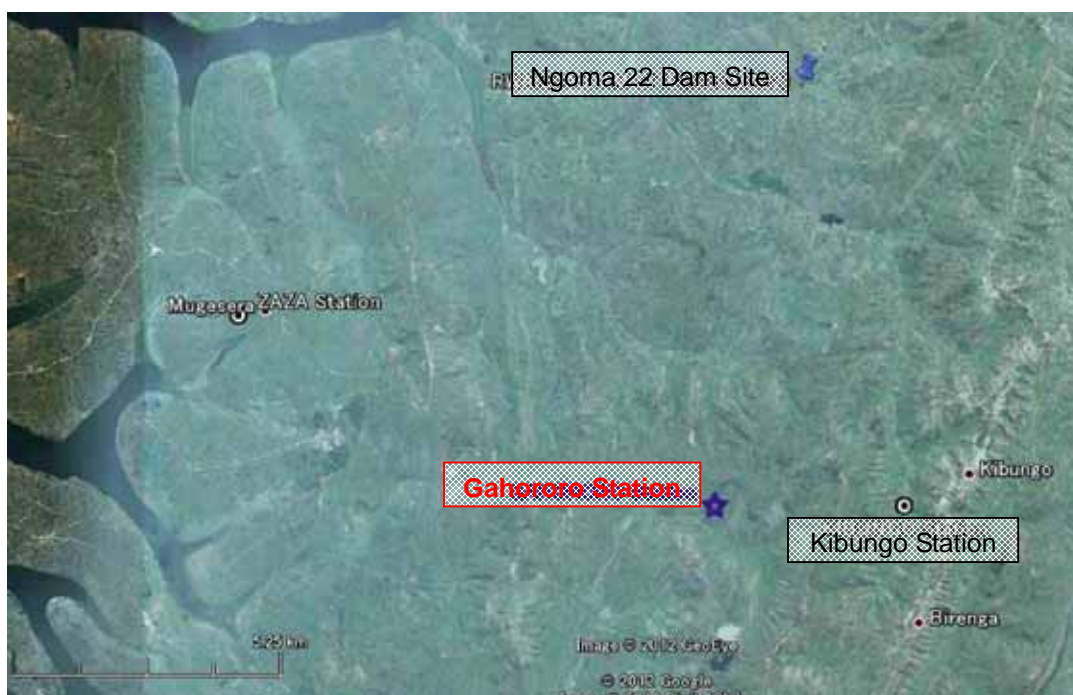 Ngoma 22 Dam Site
Mugesera ZAZA Station
Gahororo Station
Kibungo
Kibungo Station
Birenga
5.25 km
Image © 2012 GeoEye
© 2012 Google